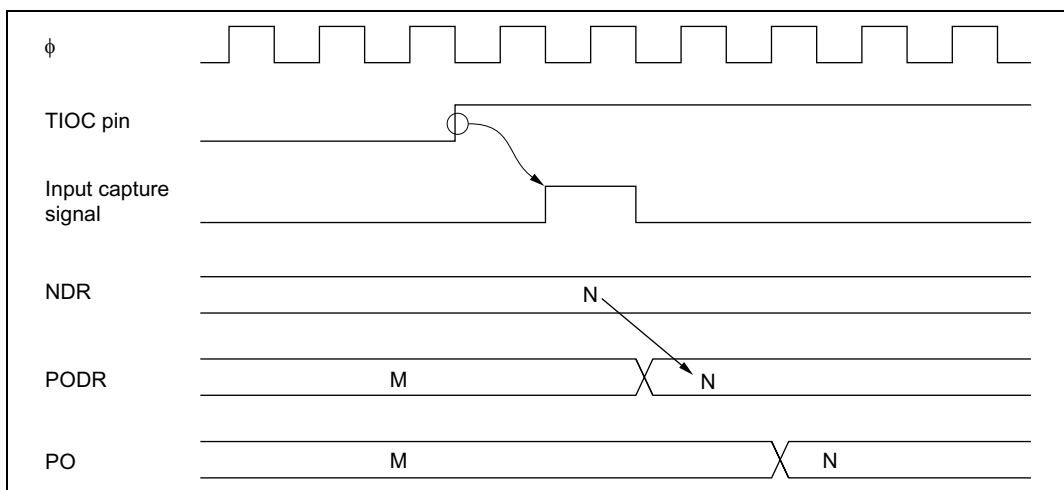 ϕ
TIOC pin
Input capture
signal
NDR
N
PODR
M
N
PO
M
N